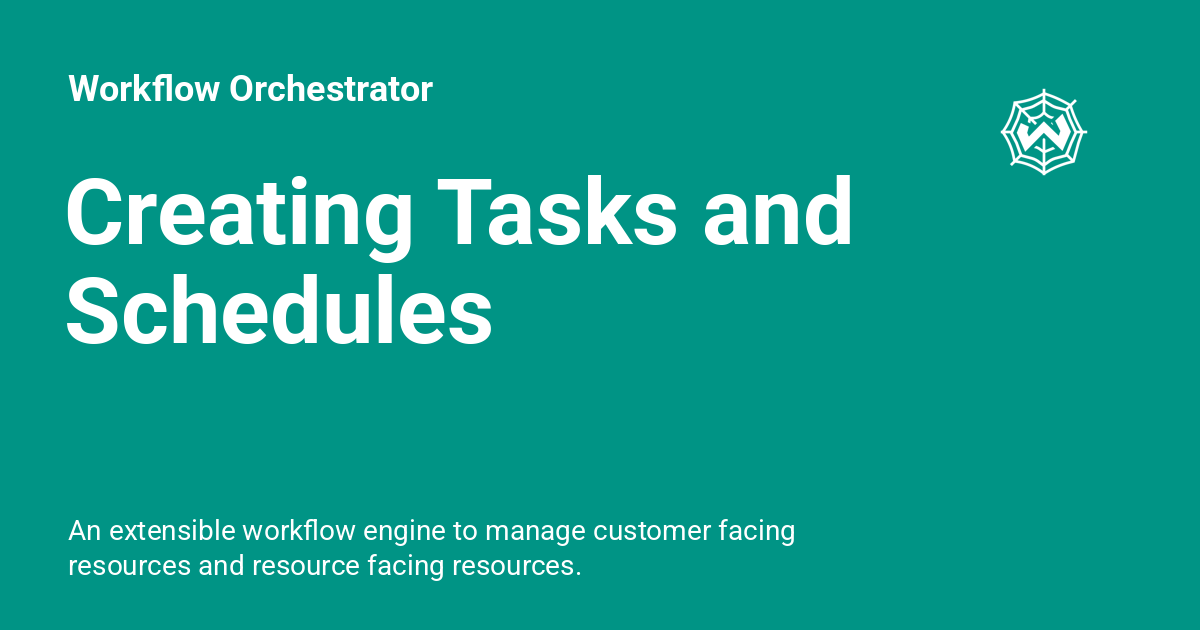 Workflow Orchestrator
W
Creating Tasks and
Schedules
An extensible workflow engine to manage customer facing
resources and resource facing resources.